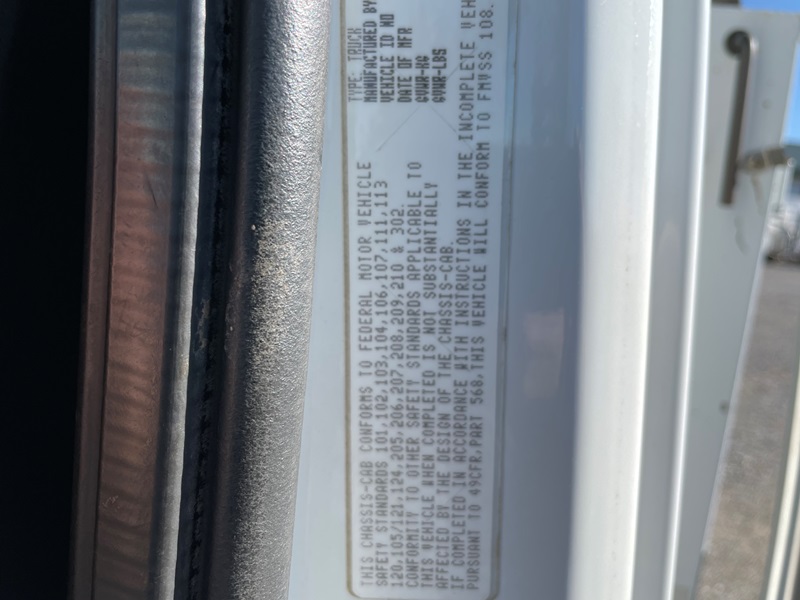 THIS CHASSIS-CAB CONFORMS TO FEDERAL MOTOR VEHICLE
SAFETY STANDARDS 101,102,103,104,106,107,111,113
120,105/121,124,205,206,207,208,209,210 & 302.
CONFORMITY TO OTHER SAFETY STANDARDS APPLICABLE TO
THIS VEHICLE WHEN COMPLETED IS NOT SUBSTANTIALLY
AFFECTED BY THE DESIGN OF THE CHASSIS-CAB.
IF COMPLETED IN ACCORDANCE WITH INSTRUCTIONS IN THE INCOMPLETE VEH
PURSUANT TO 49CFR,PART 568,THIS VEHICLE WILL CONFORM TO FMVSS 108.
TYPE: TRUCK
MANUFACTURED BY
VEHICLE ID NO
DATE OF MFR
GVWR-KG
GVWR-LBS